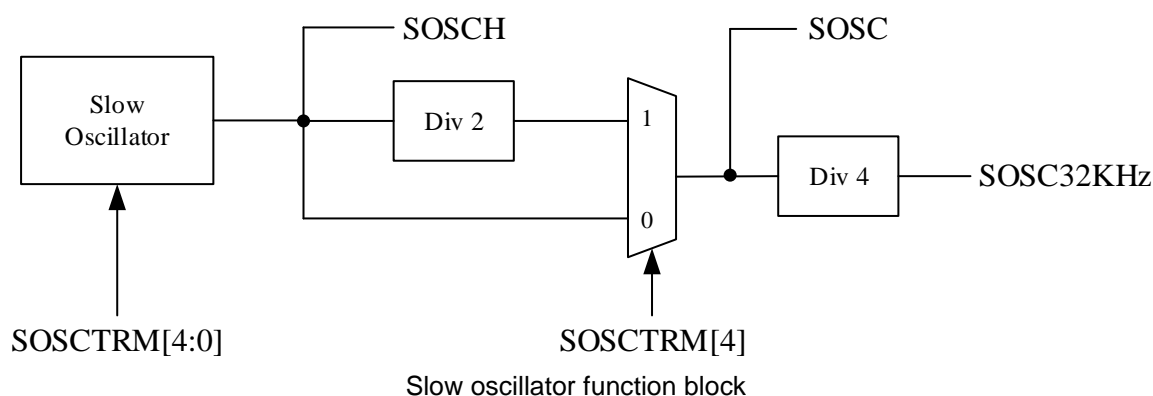 SOSCH
SOSC
Slow
Oscillator
Div 2
1
0
Div 4
SOSC32KHz
SOSCTRM[4:0]
SOSCTRM[4]
Slow oscillator function block